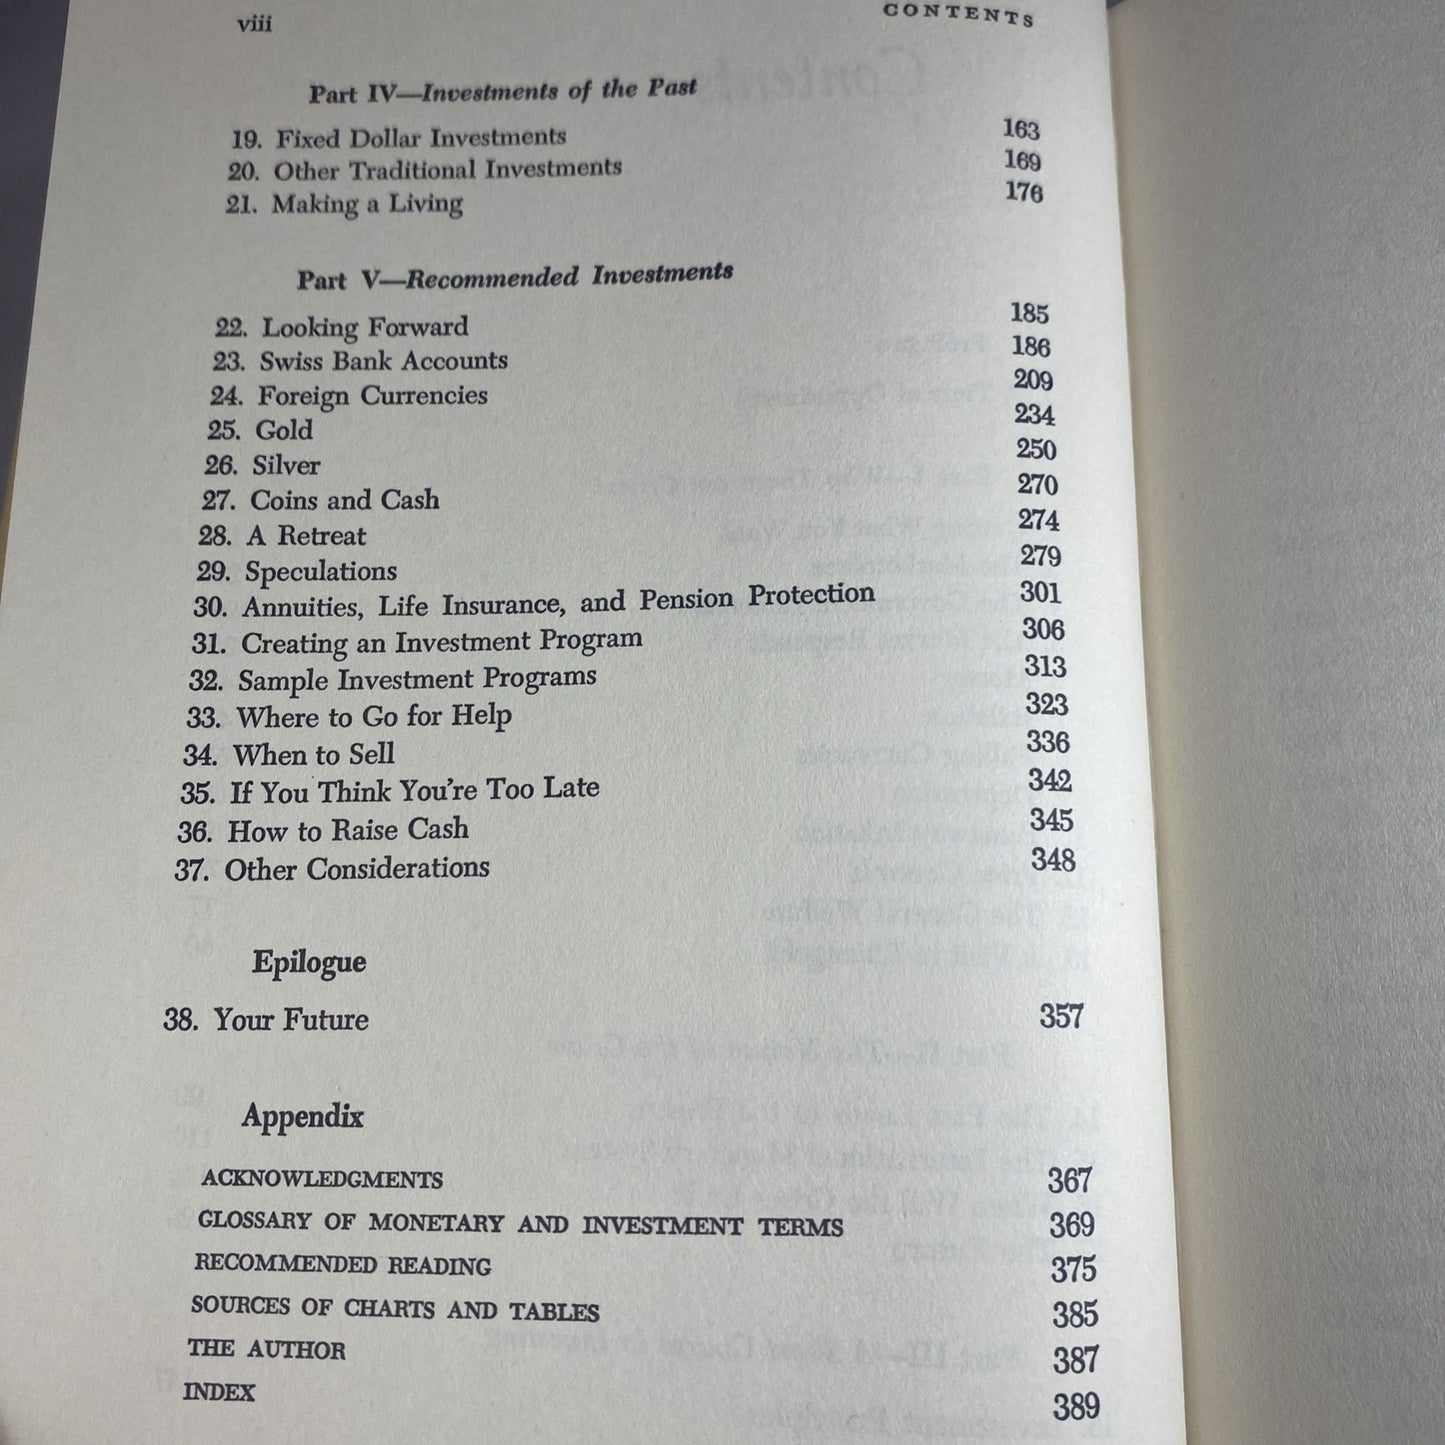 viii CONTENTS
Part IV—Investments of the Past
19. Fixed Dollar Investments 163
20. Other Traditional Investments 169
21. Making a Living 176
Part V—Recommended Investments
22. Looking Forward 185
23. Swiss Bank Accounts 186
24. Foreign Currencies 209
25. Gold 234
26. Silver 250
27. Coins and Cash 270
28. A Retreat 274
29. Speculations 279
30. Annuities, Life Insurance, and Pension Protection 301
31. Creating an Investment Program 306
32. Sample Investment Programs 313
33. Where to Go for Help 323
34. When to Sell 336
35. If You Think You're Too Late 342
36. How to Raise Cash 345
37. Other Considerations 348
Epilogue
38. Your Future 357
Appendix
ACKNOWLEDGMENTS 367
GLOSSARY OF MONETARY AND INVESTMENT TERMS 369
RECOMMENDED READING 375
SOURCES OF CHARTS AND TABLES 385
THE AUTHOR 387
INDEX 389